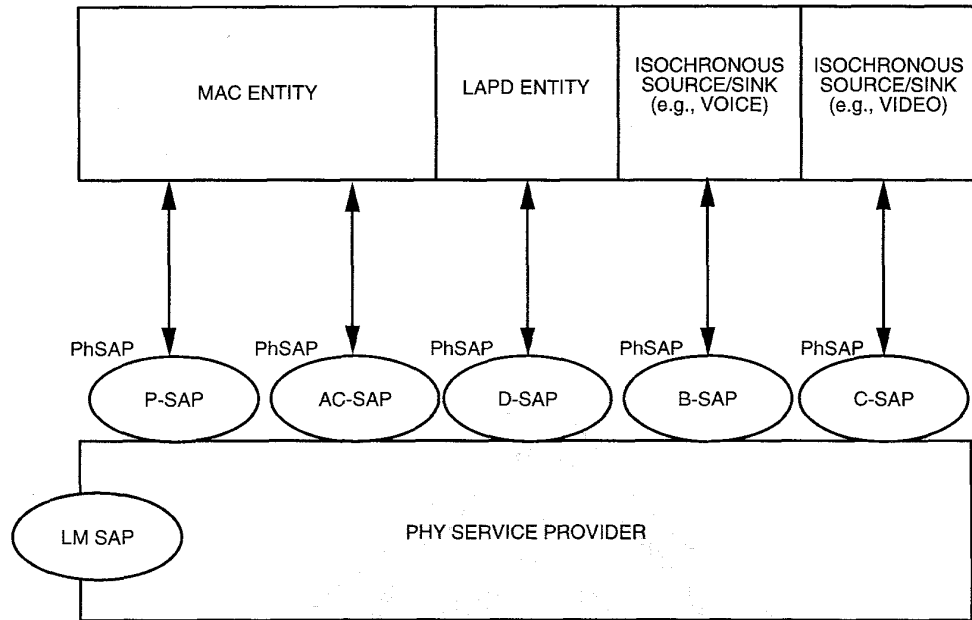 MAC ENTITY
LAPD ENTITY
ISOCHRONOUS
SOURCE/SINK
(e.g., VOICE)
ISOCHRONOUS
SOURCE/SINK
(e.g., VIDEO)
PhSAP
PhSAP
PhSAP
PhSAP
PhSAP
P-SAP
AC-SAP
D-SAP
B-SAP
C-SAP
LM SAP
PHY SERVICE PROVIDER